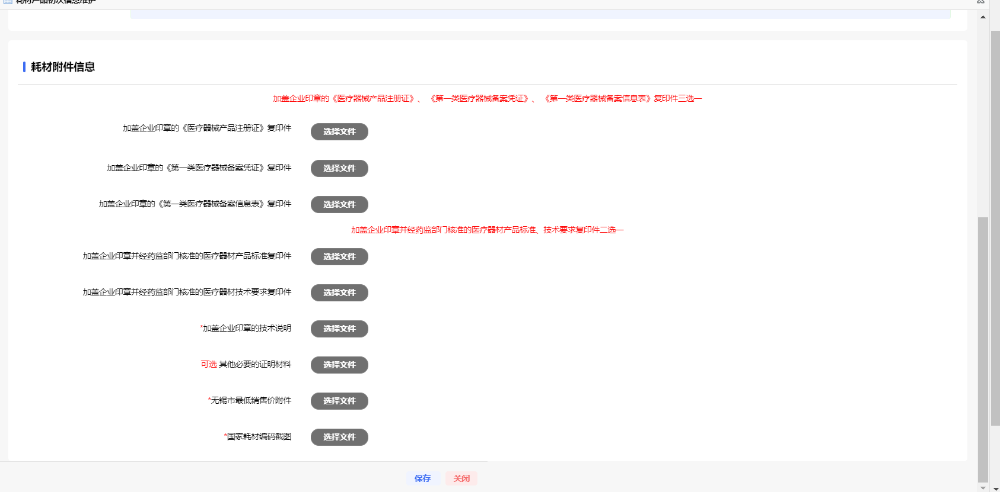 耗材产品初次信息维护
耗材附件信息
加盖企业印章的《医疗器械产品注册证》、 《第一类医疗器械备案凭证》、 《第一类医疗器械备案信息表》复印件三选一
加盖企业印章的《医疗器械产品注册证》复印件 选择文件
加盖企业印章的《第一类医疗器械备案凭证》复印件 选择文件
加盖企业印章的《第一类医疗器械备案信息表》复印件 选择文件
加盖企业印章并经药监部门核准的医疗器材产品标准、技术要求复印件二选一
加盖企业印章并经药监部门核准的医疗器材产品标准复印件 选择文件
加盖企业印章并经药监部门核准的医疗器材技术要求复印件 选择文件
*加盖企业印章的技术说明 选择文件
可选 其他必要的证明材料 选择文件
*无锡市最低销售价附件 选择文件
*国家耗材编码截图 选择文件
保存 关闭